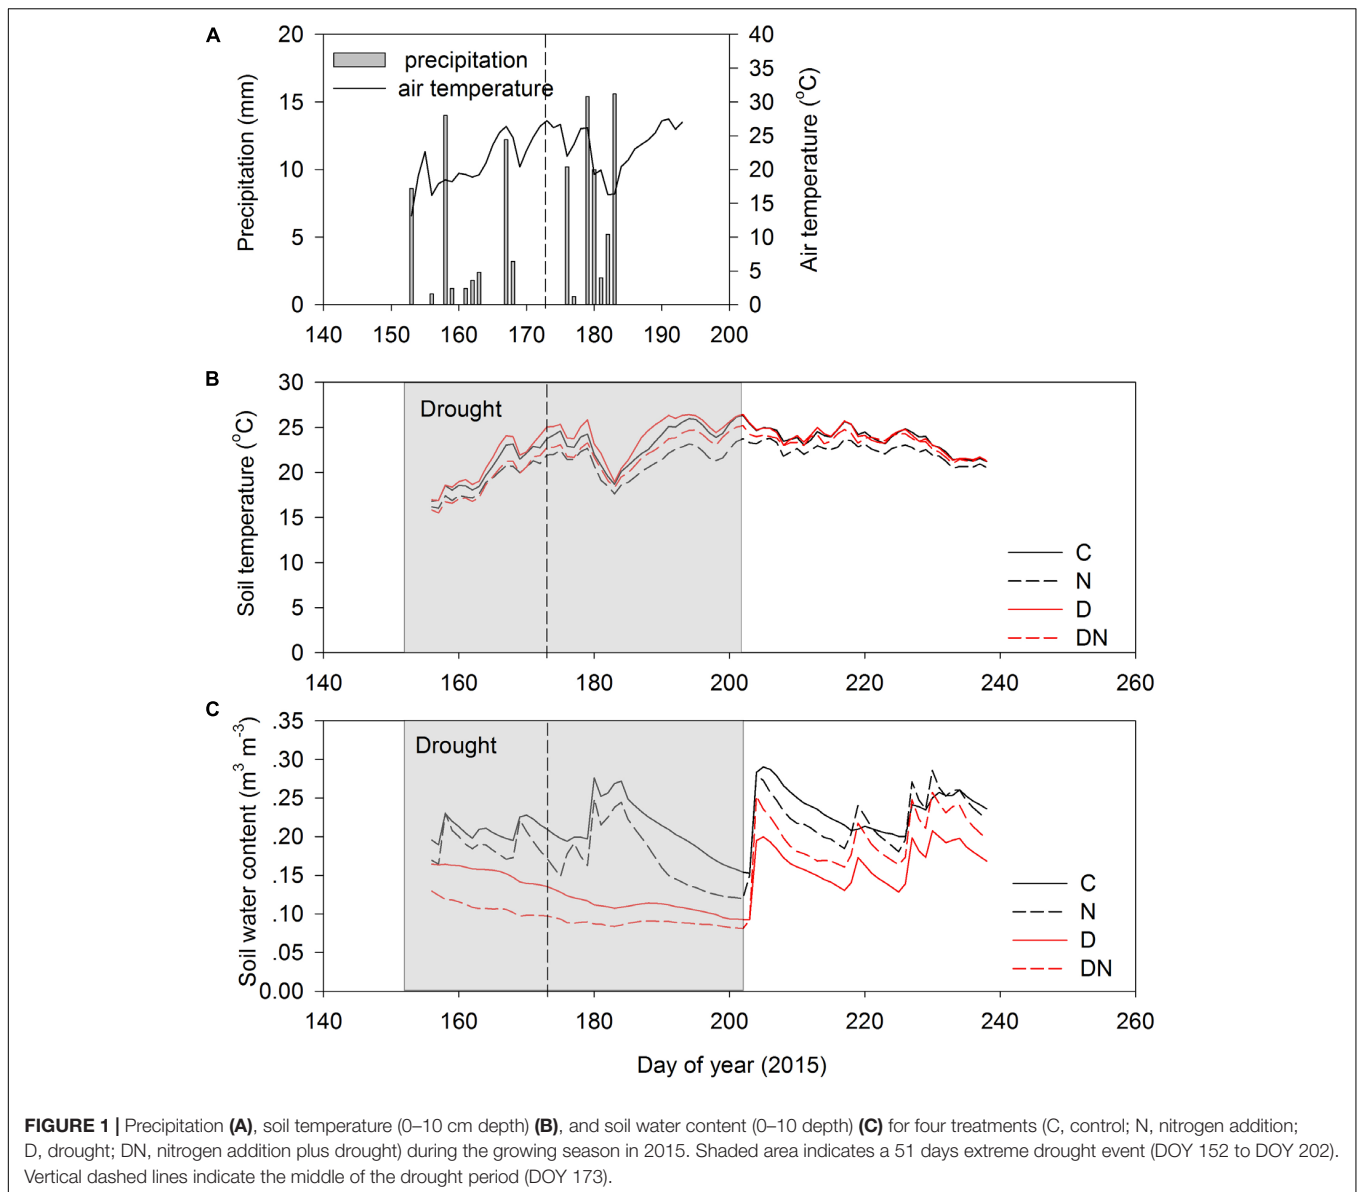 A
20
15
10
5
0
Precipitation (mm)
precipitation
air temperature
40
35
30
25
20
15
10
5
0
Air temperature (°C)
140 150 160 170 180 190 200
B
30
25
20
15
10
5
0
Soil temperature (°C)
Drought
C
N
D
DN
140 160 180 200 220 240 260
C
.35
.30
.25
.20
.15
.10
.05
0.00
Soil water content (m³ m⁻³)
Drought
C
N
D
DN
140 160 180 200 220 240 260
Day of year (2015)
FIGURE 1 | Precipitation (A), soil temperature (0–10 cm depth) (B), and soil water content (0–10 depth) (C) for four treatments (C, control; N, nitrogen addition;
D, drought; DN, nitrogen addition plus drought) during the growing season in 2015. Shaded area indicates a 51 days extreme drought event (DOY 152 to DOY 202).
Vertical dashed lines indicate the middle of the drought period (DOY 173).